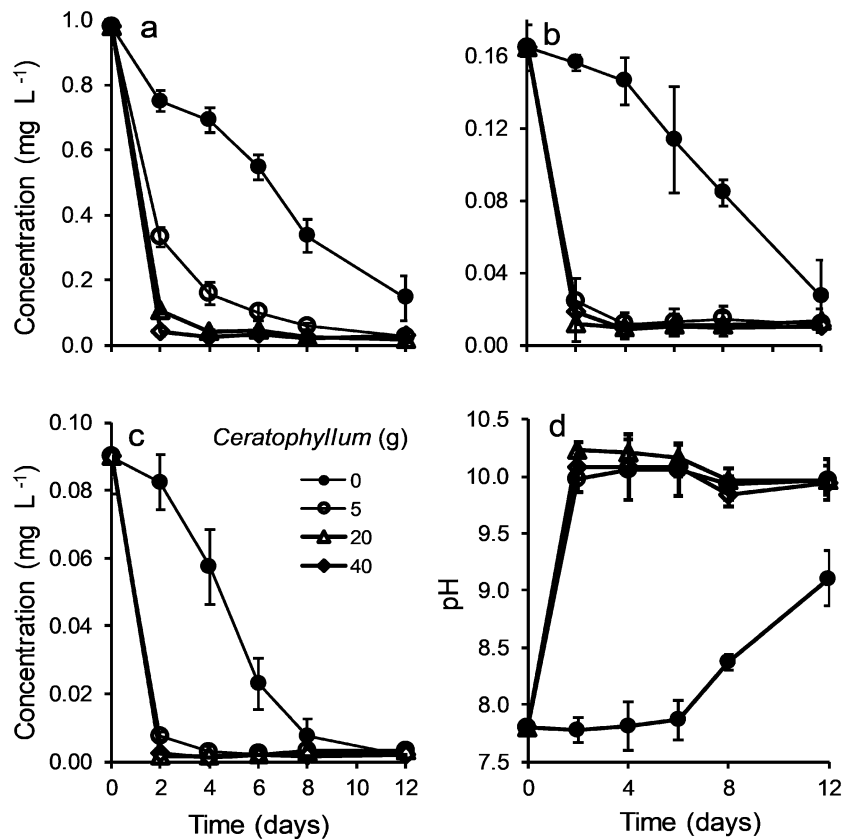 a
1.0
0.8
0.6
0.4
0.2
0.0
Concentration (mg L⁻¹)
b
0.16
0.12
0.08
0.04
0.00
c
Ceratophyllum (g)
0
5
20
40
0.10
0.08
0.06
0.04
0.02
0.00
Concentration (mg L⁻¹)
0 2 4 6 8 10 12
Time (days)
d
10.5
10.0
9.5
9.0
8.5
8.0
7.5
pH
0 4 8 12
Time (days)